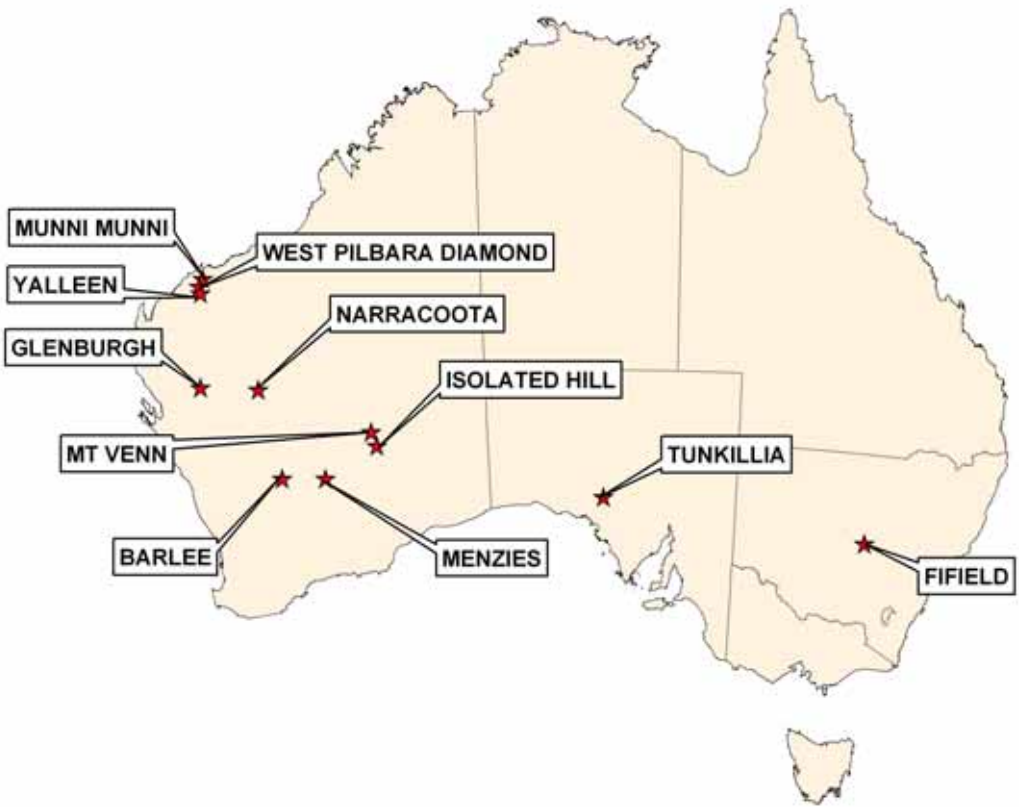 MUNNI MUNNI
WEST PILBARA DIAMOND
YALLEEN
NARRACOOTA
GLENBURGH
ISOLATED HILL
MT VENN
TUNKILLIA
BARLEE
MENZIES
FIFIELD